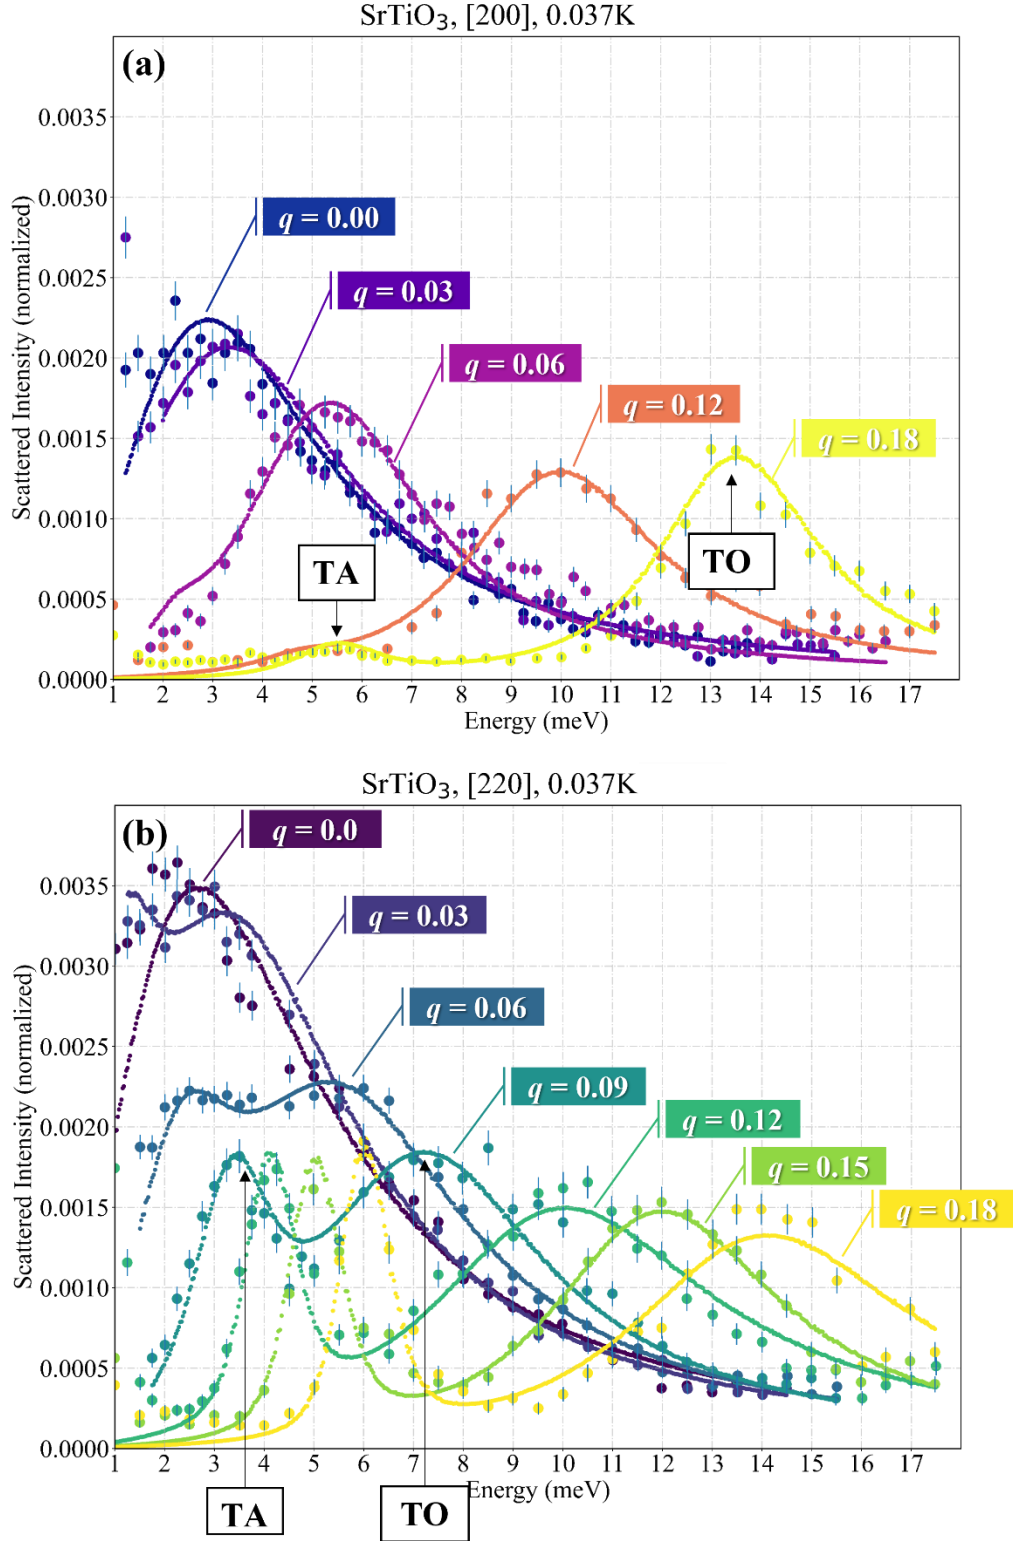 SrTiO₃, [200], 0.037K
(a)
0.0035
0.0030
0.0025
0.0020
0.0015
0.0010
0.0005
0.0000
Scattered Intensity (normalized)
q = 0.00
q = 0.03
q = 0.06
q = 0.12
q = 0.18
TA
TO
1 2 3 4 5 6 7 8 9 10 11 12 13 14 15 16 17
Energy (meV)
SrTiO₃, [220], 0.037K
(b)
0.0035
0.0030
0.0025
0.0020
0.0015
0.0010
0.0005
0.0000
Scattered Intensity (normalized)
q = 0.0
q = 0.03
q = 0.06
q = 0.09
q = 0.12
q = 0.15
q = 0.18
1 2 3 4 5 6 7 8 9 10 11 12 13 14 15 16 17
Energy (meV)
TA
TO